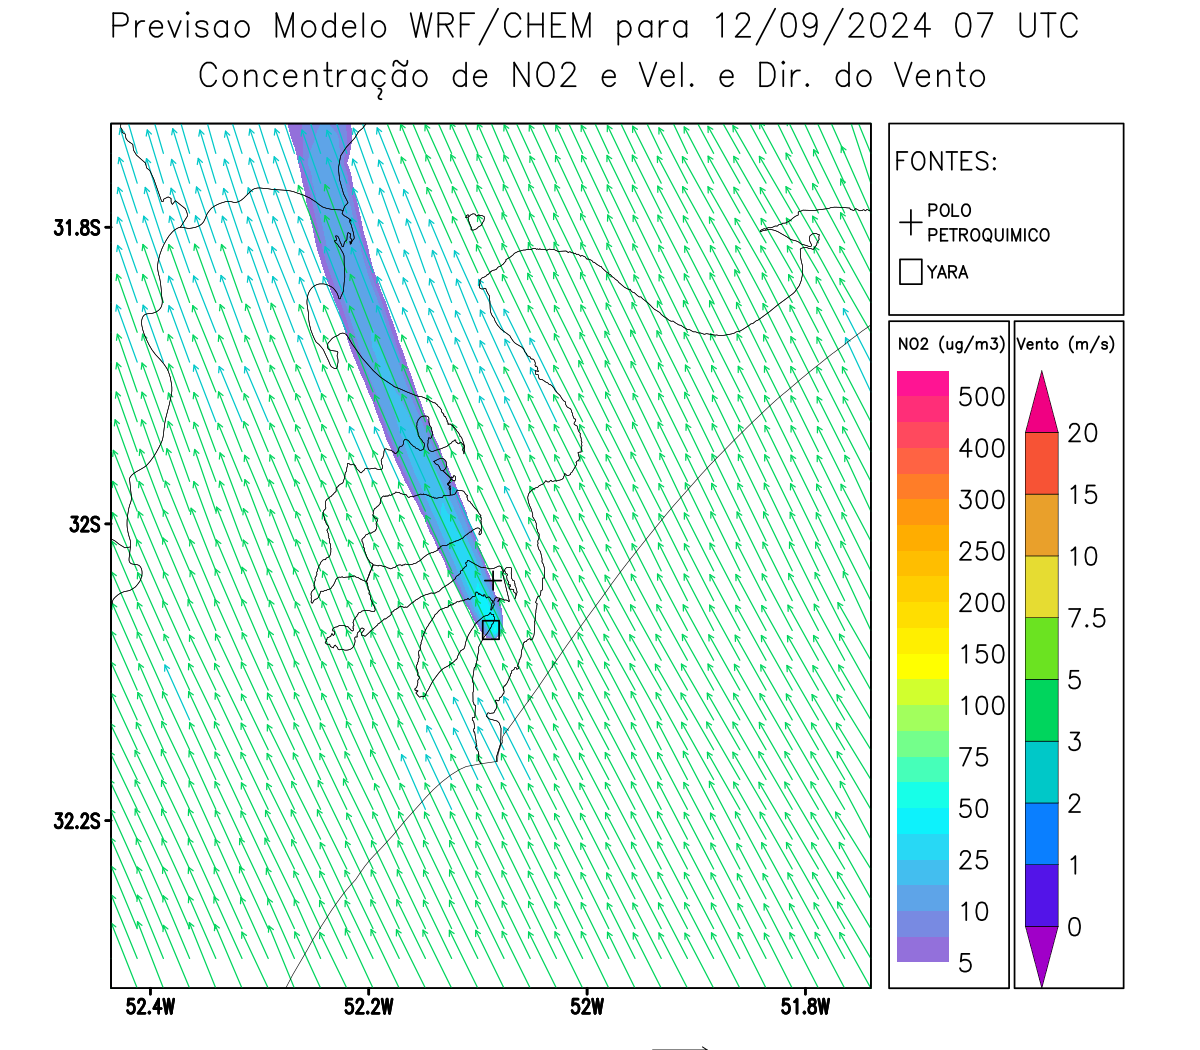 Previsao Modelo WRF/CHEM para 12/09/2024 07 UTC
Concentração de NO2 e Vel. e Dir. do Vento
FONTES:
POLO
PETROQUIMICO
YARA
31.8S
32S
32.2S
52.4W
52.2W
52W
51.8W
NO2 (ug/m3)
500
400
300
250
200
150
100
75
50
25
10
5
Vento (m/s)
20
15
10
7.5
5
3
2
1
0